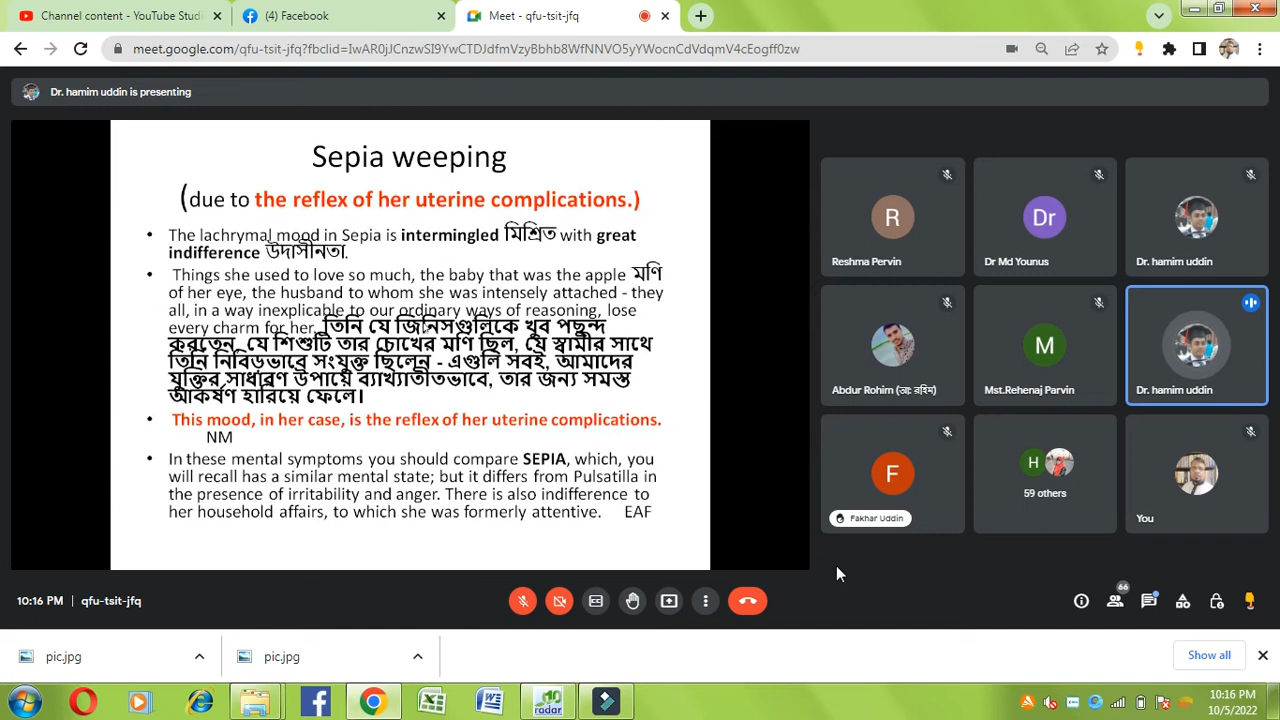 Channel content - YouTube Studi
(4) Facebook
Meet - qfu-tsit-jfq
meet.google.com/qfu-tsit-jfq?fbclid=IwAR0jJCnzwSI9YwCTDJdfmVzyBbhb8WfNNVO5yYWocnCdVdqmV4cEogff0zw
Dr. hamim uddin is presenting
Sepia weeping
(due to the reflex of her uterine complications.)
• The lachrymal mood in Sepia is intermingled মিশ্রিত with great
indifference উদাসীনতা.
• Things she used to love so much, the baby that was the apple মণি
of her eye, the husband to whom she was intensely attached - they
all, in a way inexplicable to our ordinary ways of reasoning, lose
every charm for her. তিনি যে জিনিসগুলিকে খুব পছন্দ
করতেন, যে শিশুটি তার চোখের মণি ছিল, যে স্বামীর সাথে
তিনি নিবিড়ভাবে সংযুক্ত ছিলেন - এগুলি সবই, আমাদের
যুক্তির সাধারণ উপায়ে ব্যাখ্যাতীতভাবে, তার জন্য সমস্ত
আকর্ষণ হারিয়ে ফেলে।
• This mood, in her case, is the reflex of her uterine complications.
NM
• In these mental symptoms you should compare SEPIA, which, you
will recall has a similar mental state; but it differs from Pulsatilla in
the presence of irritability and anger. There is also indifference to
her household affairs, to which she was formerly attentive. EAF
R
Dr
Reshma Pervin
Dr Md Younus
Dr. hamim uddin
M
Abdur Rohim (আঃ রহিম)
Mst.Rehenaj Parvin
Dr. hamim uddin
F
H
Fakhar Uddin
59 others
You
10:16 PM | qfu-tsit-jfq
66
pic.jpg
pic.jpg
Show all
10
radar
10:16 PM
10/5/2022